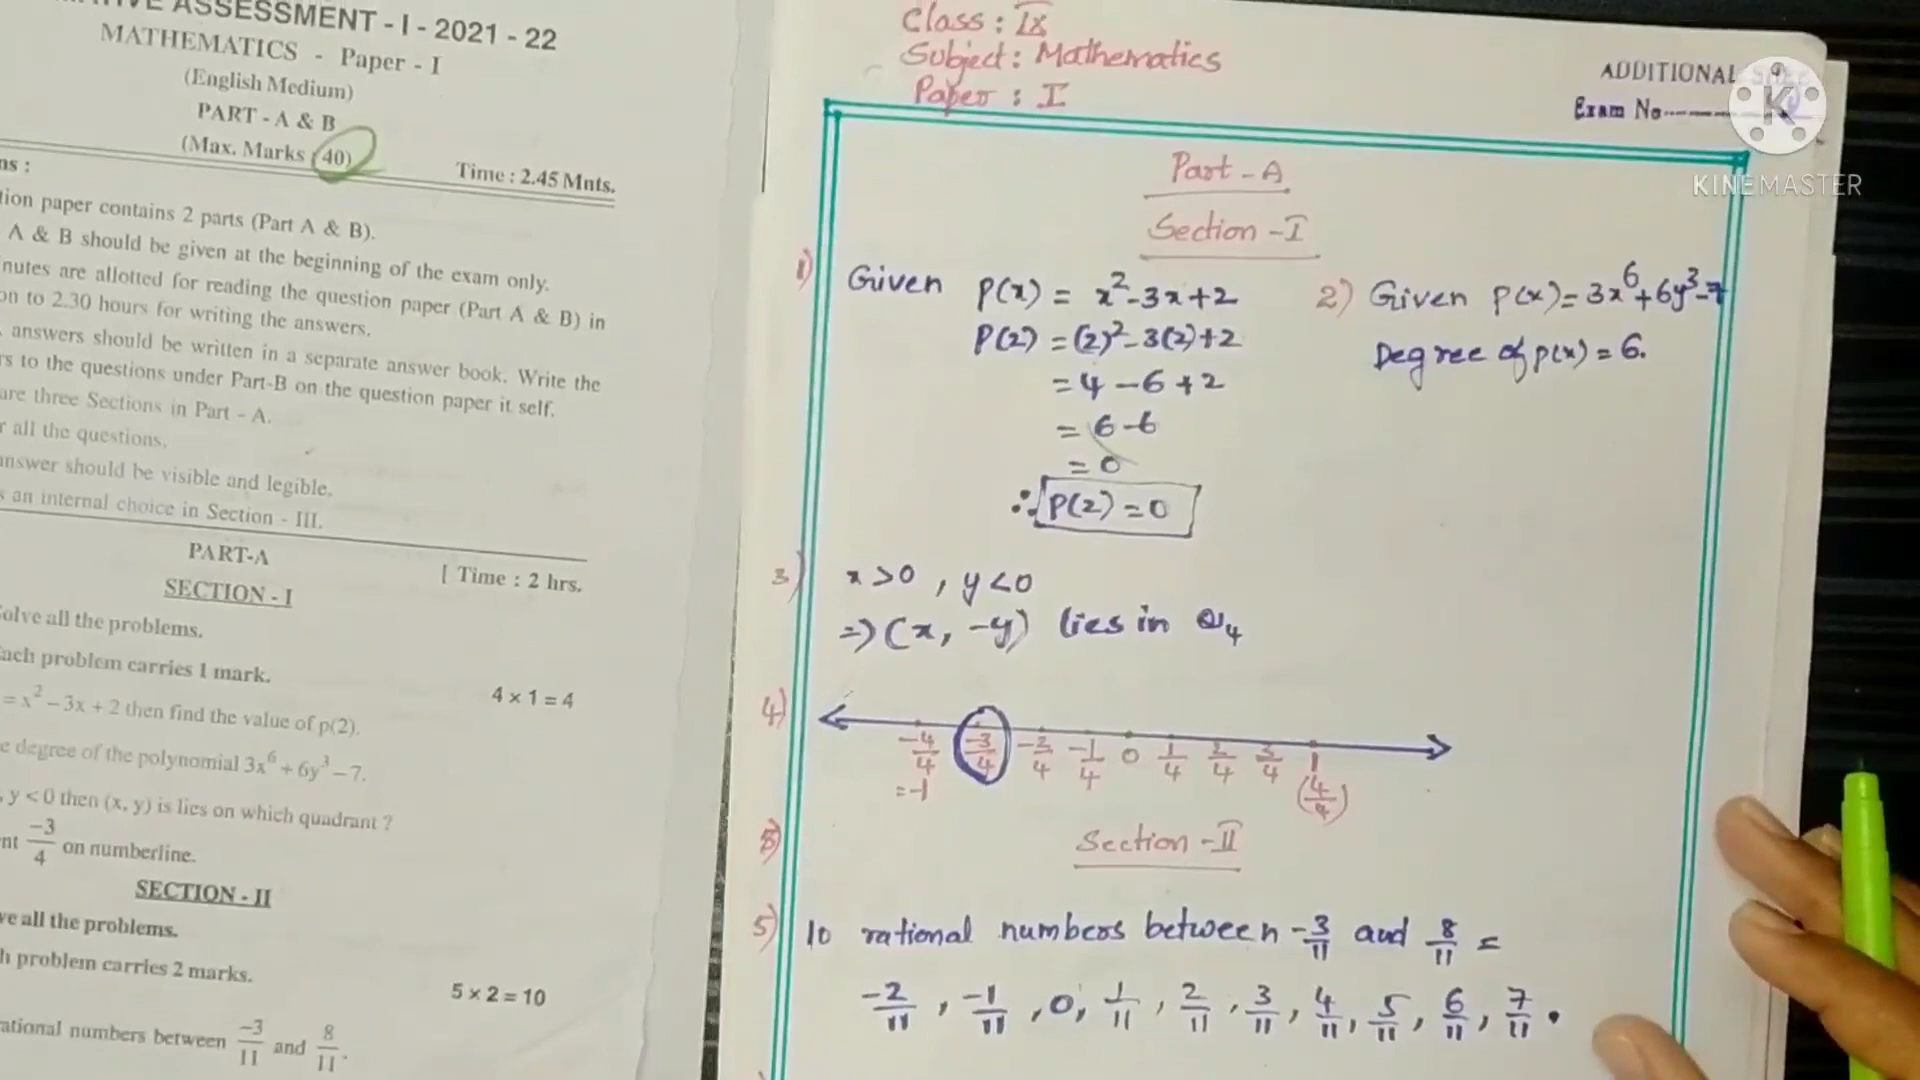 ASSESSMENT - I - 2021 - 22
MATHEMATICS - Paper - I
(English Medium)
PART - A & B
(Max. Marks : 40)
Time : 2.45 Mnts.
paper contains 2 parts (Part A & B).
A & B should be given at the beginning of the exam only.
are allotted for reading the question paper (Part A & B) in
to 2.30 hours for writing the answers.
answers should be written in a separate answer book. Write the
to the questions under Part-B on the question paper it self.
are three Sections in Part - A.
all the questions.
answer should be visible and legible.
an internal choice in Section - III.
PART-A
[ Time : 2 hrs.
SECTION - I
all the problems.
problem carries 1 mark.
4 × 1 = 4
= x² – 3x + 2 then find the value of p(2).
degree of the polynomial 3x⁶ + 6y³ – 7.
, y < 0 then (x, y) is lies on which quadrant ?
-3/4 on numberline.
SECTION - II
all the problems.
problem carries 2 marks.
5 × 2 = 10
numbers between -3/11 and 8/11.
Class : IX
Subject : Mathematics
Paper : I
ADDITIONAL
Exam No
K
KINEMASTER
Part - A
Section - I
1) Given p(x) = x² - 3x + 2
P(2) = (2)² - 3(2) + 2
= 4 - 6 + 2
= 6 - 6
= 0
∴ P(2) = 0
2) Given p(x) = 3x⁶ + 6y³ - 7
Degree of p(x) = 6.
3) x > 0 , y < 0
⇒ (x, -y) lies in Q₄
4) -4/4 -3/4 -2/4 -1/4 0 1/4 2/4 3/4 1
= -1 (4/4)
Section - II
5) 10 rational numbers between -3/11 and 8/11 =
-2/11 , -1/11 , 0, 1/11 , 2/11 , 3/11 , 4/11 , 5/11 , 6/11 , 7/11 .